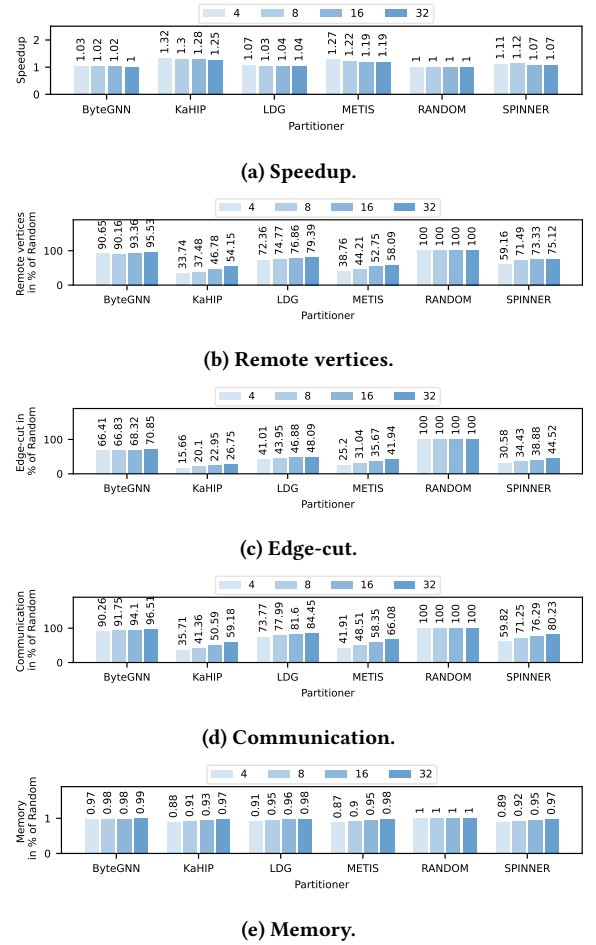 4 8 16 32
Speedup
2
1
0
1.03 1.02 1.02 1
1.32 1.3 1.28 1.25
1.07 1.03 1.04 1.04
1.27 1.22 1.19 1.19
1 1 1 1
1.11 1.12 1.07 1.07
ByteGNN KaHIP LDG METIS RANDOM SPINNER
Partitioner
(a) Speedup.
4 8 16 32
Remote vertices
in % of Random
100
0
90.65 90.16 93.36 95.53
33.74 37.48 46.78 54.15
72.36 74.77 76.86 79.39
38.76 44.21 52.75 58.09
100 100 100 100
59.16 71.49 73.33 75.12
ByteGNN KaHIP LDG METIS RANDOM SPINNER
Partitioner
(b) Remote vertices.
4 8 16 32
Edge-cut in
% of Random
100
0
66.41 66.83 68.32 70.85
15.66 20.1 22.95 26.75
41.01 43.95 46.88 48.09
25.2 31.04 35.67 41.94
100 100 100 100
30.58 34.43 38.88 44.52
ByteGNN KaHIP LDG METIS RANDOM SPINNER
Partitioner
(c) Edge-cut.
4 8 16 32
Communication
in % of Random
100
0
90.26 91.75 94.1 96.51
35.71 41.36 50.59 59.18
73.77 77.99 81.6 84.45
41.91 48.51 58.35 66.08
100 100 100 100
59.82 71.25 76.29 80.23
ByteGNN KaHIP LDG METIS RANDOM SPINNER
Partitioner
(d) Communication.
4 8 16 32
Memory
in % of Random
1
0
0.97 0.98 0.98 0.99
0.88 0.91 0.93 0.97
0.91 0.95 0.96 0.98
0.87 0.9 0.95 0.98
1 1 1 1
0.89 0.92 0.95 0.97
ByteGNN KaHIP LDG METIS RANDOM SPINNER
Partitioner
(e) Memory.